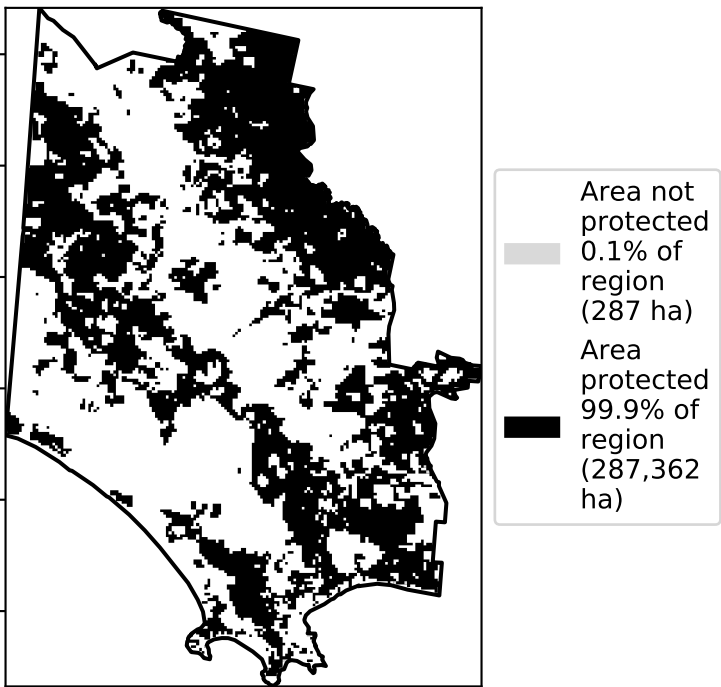 Area not
protected
0.1% of
region
(287 ha)
Area
protected
99.9% of
region
(287,362
ha)